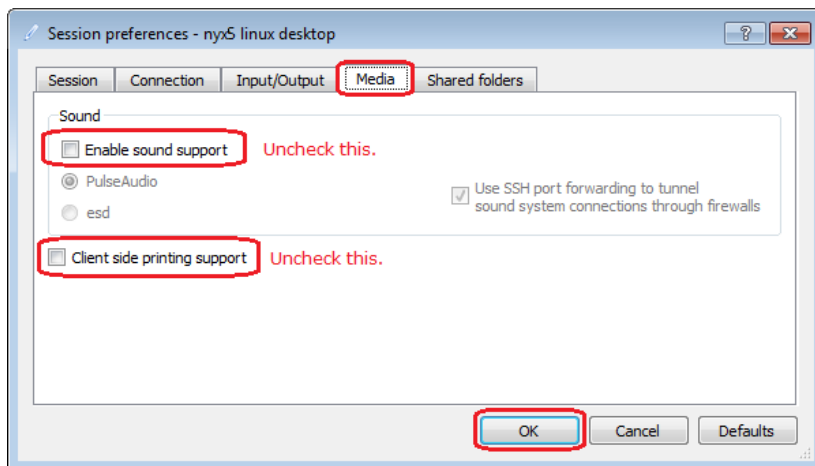 Session preferences - nyx5 linux desktop
Session Connection Input/Output Media Shared folders
Sound
Enable sound support Uncheck this.
PulseAudio
esd
Use SSH port forwarding to tunnel
sound system connections through firewalls
Client side printing support Uncheck this.
OK Cancel Defaults